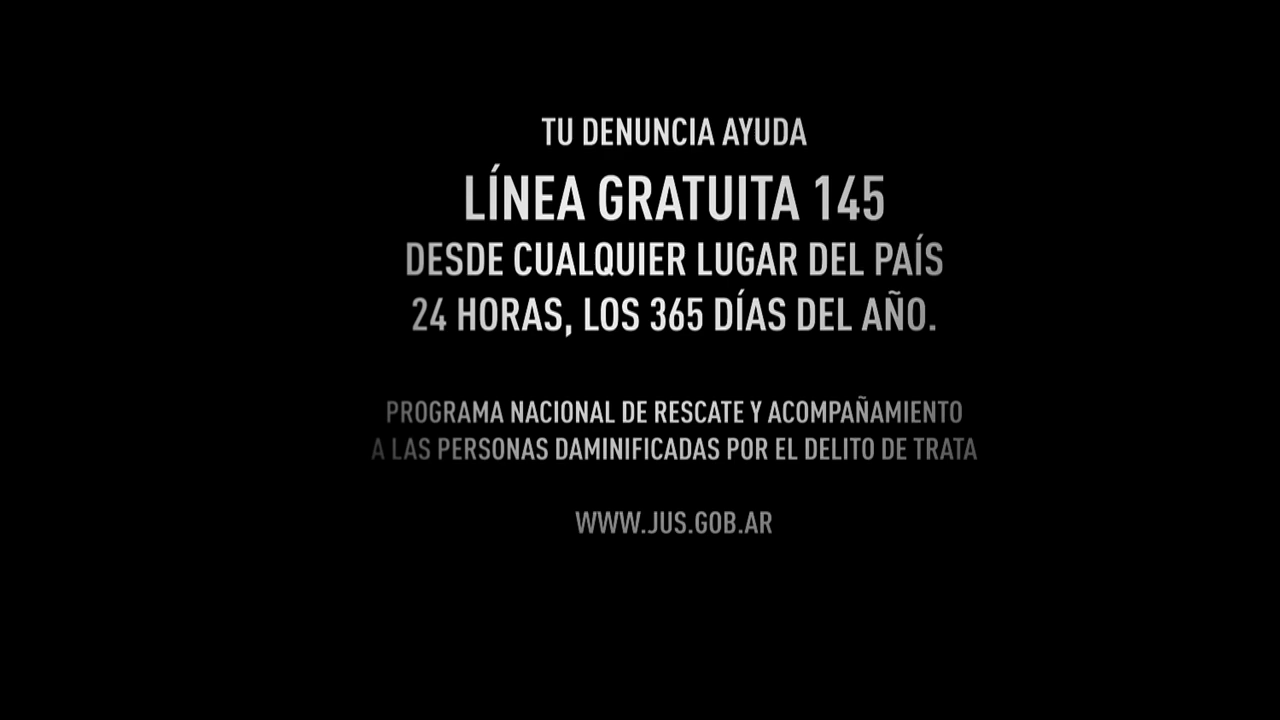 TU DENUNCIA AYUDA
LÍNEA GRATUITA 145
DESDE CUALQUIER LUGAR DEL PAÍS
24 HORAS, LOS 365 DÍAS DEL AÑO.
PROGRAMA NACIONAL DE RESCATE Y ACOMPAÑAMIENTO
A LAS PERSONAS DAMINIFICADAS POR EL DELITO DE TRATA
WWW.JUS.GOB.AR